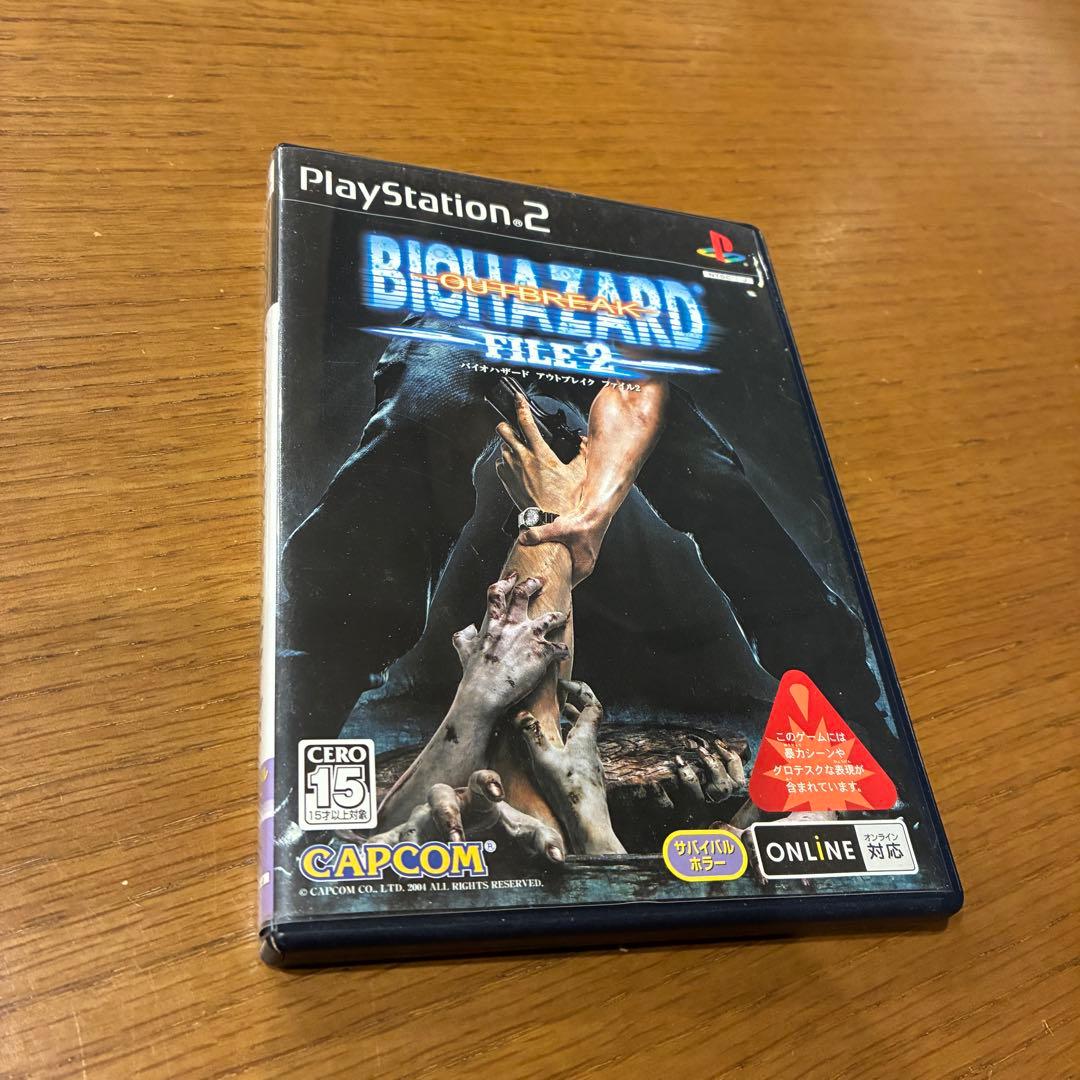 PlayStation®2
BIOHAZARD®
OUTBREAK
FILE 2
バイオハザード アウトブレイク ファイル2
このゲームには
暴力シーンや
グロテスクな表現が
含まれています。
CERO
15
15才以上対象
CAPCOM®
© CAPCOM CO., LTD. 2004 ALL RIGHTS RESERVED.
サバイバル
ホラー
ONLiNE
オンライン
対応